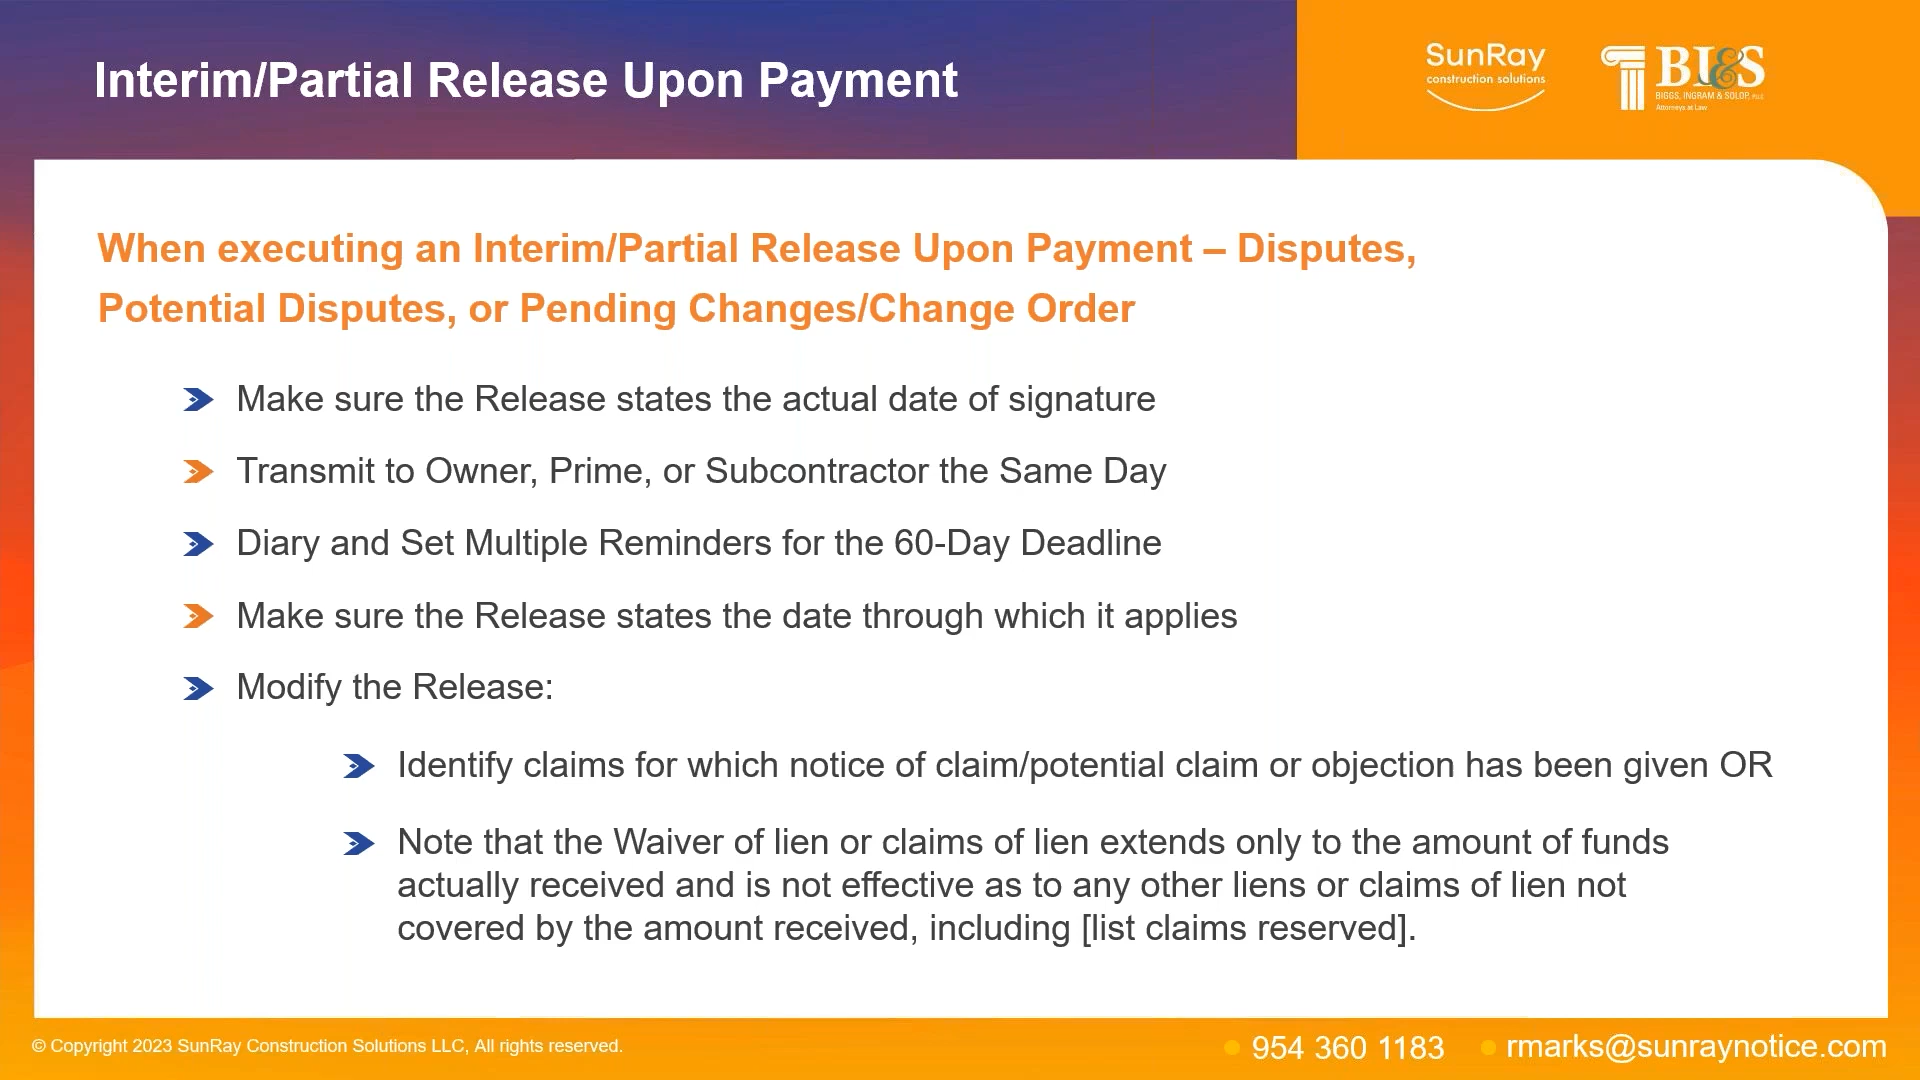 Interim/Partial Release Upon Payment
SunRay
construction solutions
BI&S
BIGGS, INGRAM & SOLOP, PLLC
Attorneys at Law
When executing an Interim/Partial Release Upon Payment – Disputes,
Potential Disputes, or Pending Changes/Change Order
Make sure the Release states the actual date of signature
Transmit to Owner, Prime, or Subcontractor the Same Day
Diary and Set Multiple Reminders for the 60-Day Deadline
Make sure the Release states the date through which it applies
Modify the Release:
Identify claims for which notice of claim/potential claim or objection has been given OR
Note that the Waiver of lien or claims of lien extends only to the amount of funds
actually received and is not effective as to any other liens or claims of lien not
covered by the amount received, including [list claims reserved].
© Copyright 2023 SunRay Construction Solutions LLC, All rights reserved.
954 360 1183
rmarks@sunraynotice.com